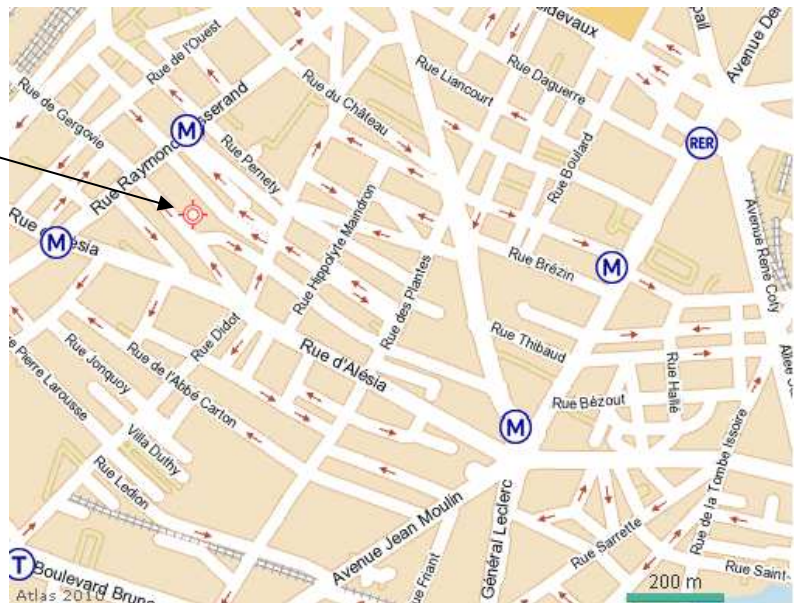 Rue de l'Ouest
Rue Liancourt
Rue Daguerre
Rue du Château
Rue de Gergovie
M
RER
Rue Raymond
Rue Pernety
Rue Boulard
Rue Hippolyte Maindron
Avenue René Coty
M
M
Rue Brézin
Rue des Plantes
Rue Didot
Rue d'Alésia
Rue Thibaud
Rue Hallé
Rue Jonquoy
Rue de l'Abbé Carton
Pierre Larousse
Rue Bézout
M
Villa Duthy
Rue Ledion
Rue de la Tombe Issoire
Avenue Jean Moulin
Général Leclerc
Rue Sarrette
Rue Saint-
T
Boulevard Brune
Friant
200 m
Atlas 2010